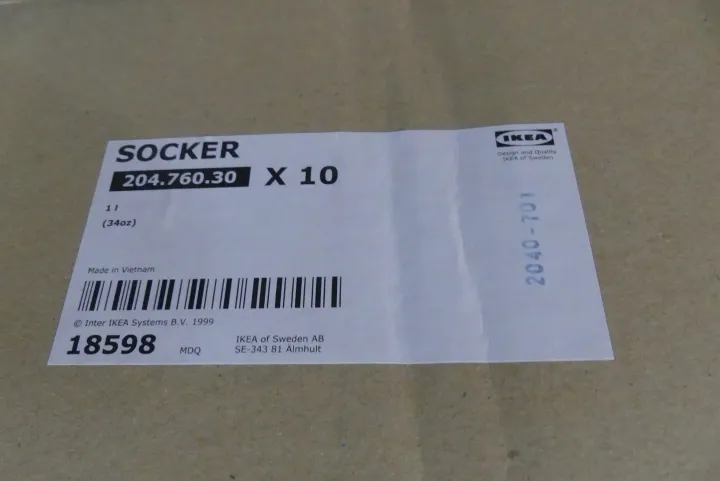 SOCKER
204.760.30 X 10
1 l
(34oz)
IKEA®
Design and Quality
IKEA of Sweden
2040-701
Made in Vietnam
© Inter IKEA Systems B.V. 1999
18598 MDQ
IKEA of Sweden AB
SE-343 81 Älmhult